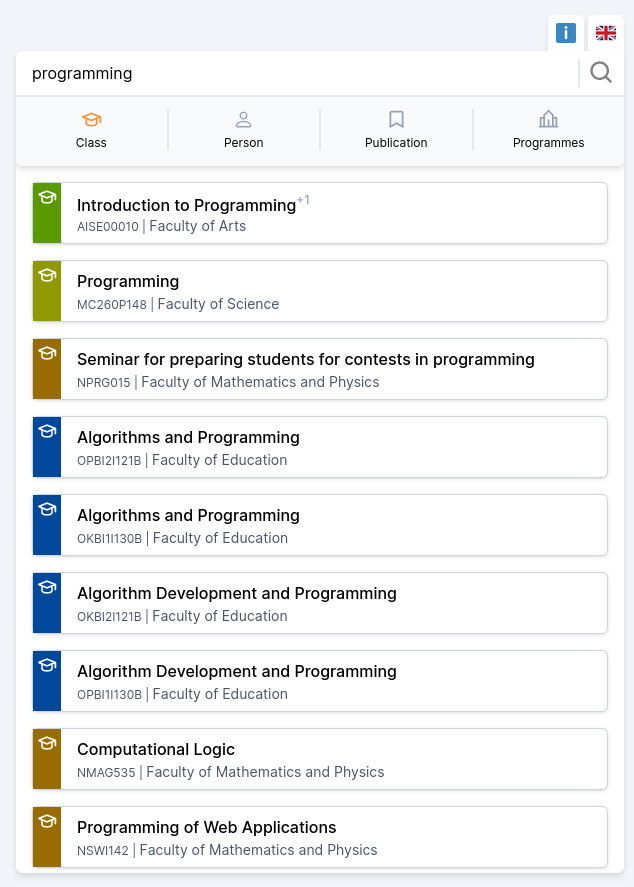 i
programming
Class
Person
Publication
Programmes
Introduction to Programming+1
AISE00010 | Faculty of Arts
Programming
MC260P148 | Faculty of Science
Seminar for preparing students for contests in programming
NPRG015 | Faculty of Mathematics and Physics
Algorithms and Programming
OPBI2I121B | Faculty of Education
Algorithms and Programming
OKBI1I130B | Faculty of Education
Algorithm Development and Programming
OKBI2I121B | Faculty of Education
Algorithm Development and Programming
OPBI1I130B | Faculty of Education
Computational Logic
NMAG535 | Faculty of Mathematics and Physics
Programming of Web Applications
NSWI142 | Faculty of Mathematics and Physics